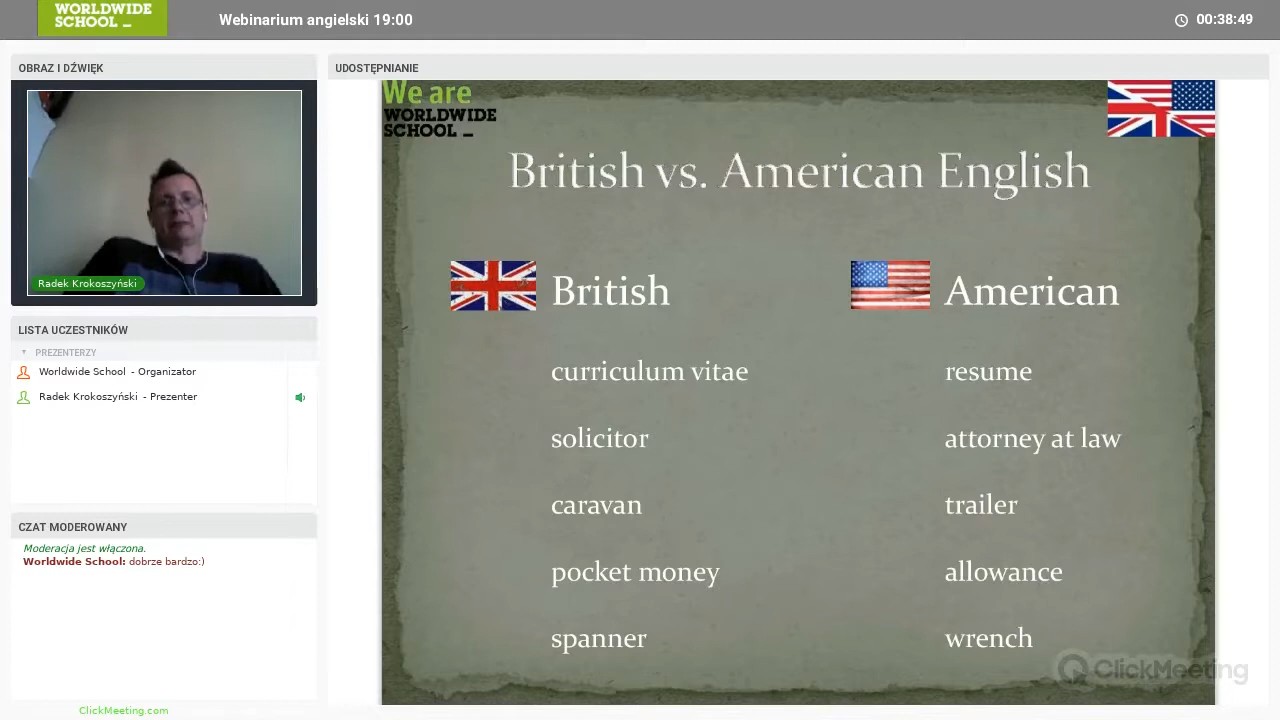 WORLDWIDE
SCHOOL _
Webinarium angielski 19:00
00:38:49
OBRAZ I DŹWIĘK
Radek Krokoszyński
LISTA UCZESTNIKÓW
PREZENTERZY
Worldwide School - Organizator
Radek Krokoszyński - Prezenter
CZAT MODEROWANY
Moderacja jest włączona.
Worldwide School: dobrze bardzo:)
ClickMeeting.com
UDOSTĘPNIANIE
We are
WORLDWIDE
SCHOOL _
British vs. American English
British American
curriculum vitae resume
solicitor attorney at law
caravan trailer
pocket money allowance
spanner wrench
ClickMeeting